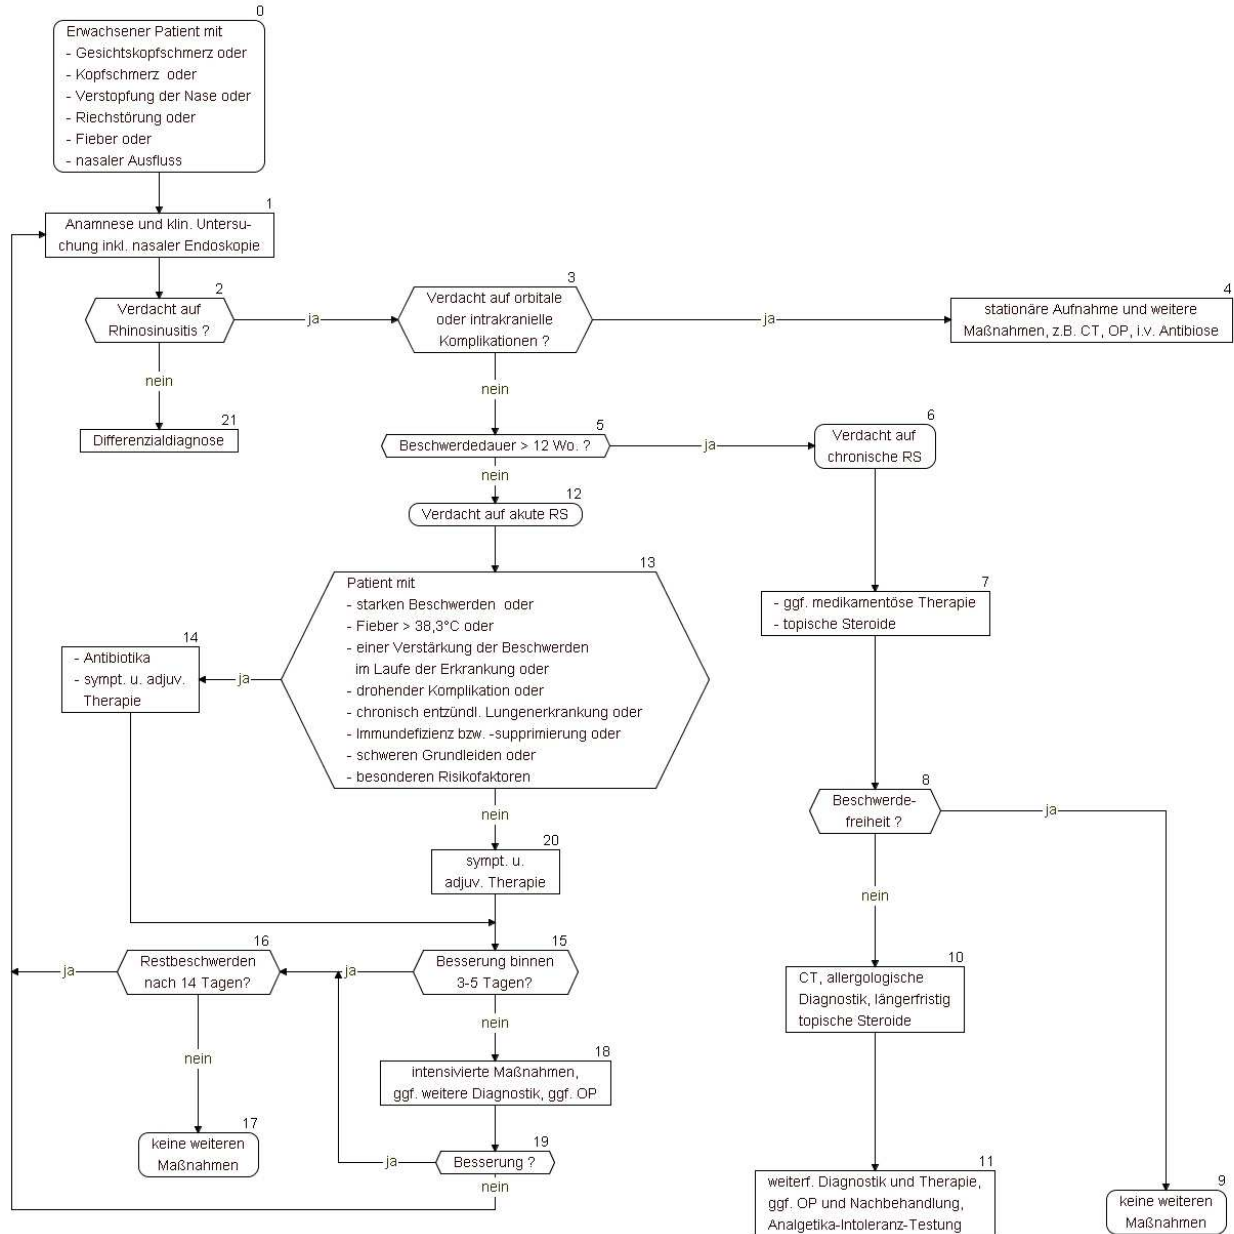 0
Erwachsener Patient mit
- Gesichtskopfschmerz oder
- Kopfschmerz oder
- Verstopfung der Nase oder
- Riechstörung oder
- Fieber oder
- nasaler Ausfluss
1
Anamnese und klin. Untersu-
chung inkl. nasaler Endoskopie
2
Verdacht auf
Rhinosinusitis ?
ja
nein
3
Verdacht auf orbitale
oder intrakranielle
Komplikationen ?
ja
nein
4
stationäre Aufnahme und weitere
Maßnahmen, z.B. CT, OP, i.v. Antibiose
21
Differenzialdiagnose
5
Beschwerdedauer > 12 Wo. ?
ja
nein
6
Verdacht auf
chronische RS
12
Verdacht auf akute RS
13
Patient mit
- starken Beschwerden oder
- Fieber > 38,3°C oder
- einer Verstärkung der Beschwerden
im Laufe der Erkrankung oder
- drohender Komplikation oder
- chronisch entzündl. Lungenerkrankung oder
- Immundefizienz bzw. -supprimierung oder
- schweren Grundleiden oder
- besonderen Risikofaktoren
ja
nein
14
- Antibiotika
- sympt. u. adjuv.
Therapie
7
- ggf. medikamentöse Therapie
- topische Steroide
8
Beschwerde-
freiheit ?
ja
nein
20
sympt. u.
adjuv. Therapie
15
Besserung binnen
3-5 Tagen?
ja
nein
16
Restbeschwerden
nach 14 Tagen?
ja
nein
10
CT, allergologische
Diagnostik, längerfristig
topische Steroide
18
intensivierte Maßnahmen,
ggf. weitere Diagnostik, ggf. OP
17
keine weiteren
Maßnahmen
19
Besserung ?
ja
nein
11
weiterf. Diagnostik und Therapie,
ggf. OP und Nachbehandlung,
Analgetika-Intoleranz-Testung
9
keine weiteren
Maßnahmen